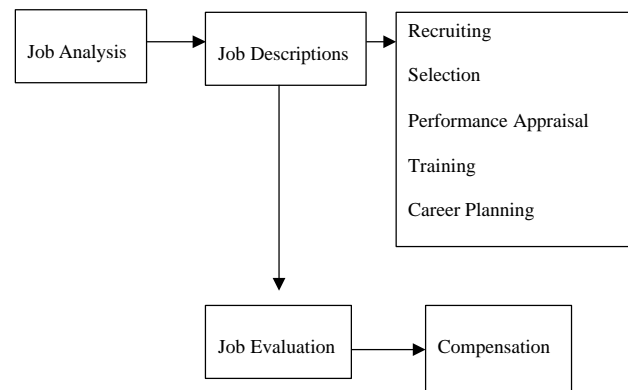 Job Analysis
Job Descriptions
Recruiting
Selection
Performance Appraisal
Training
Career Planning
Job Evaluation
Compensation